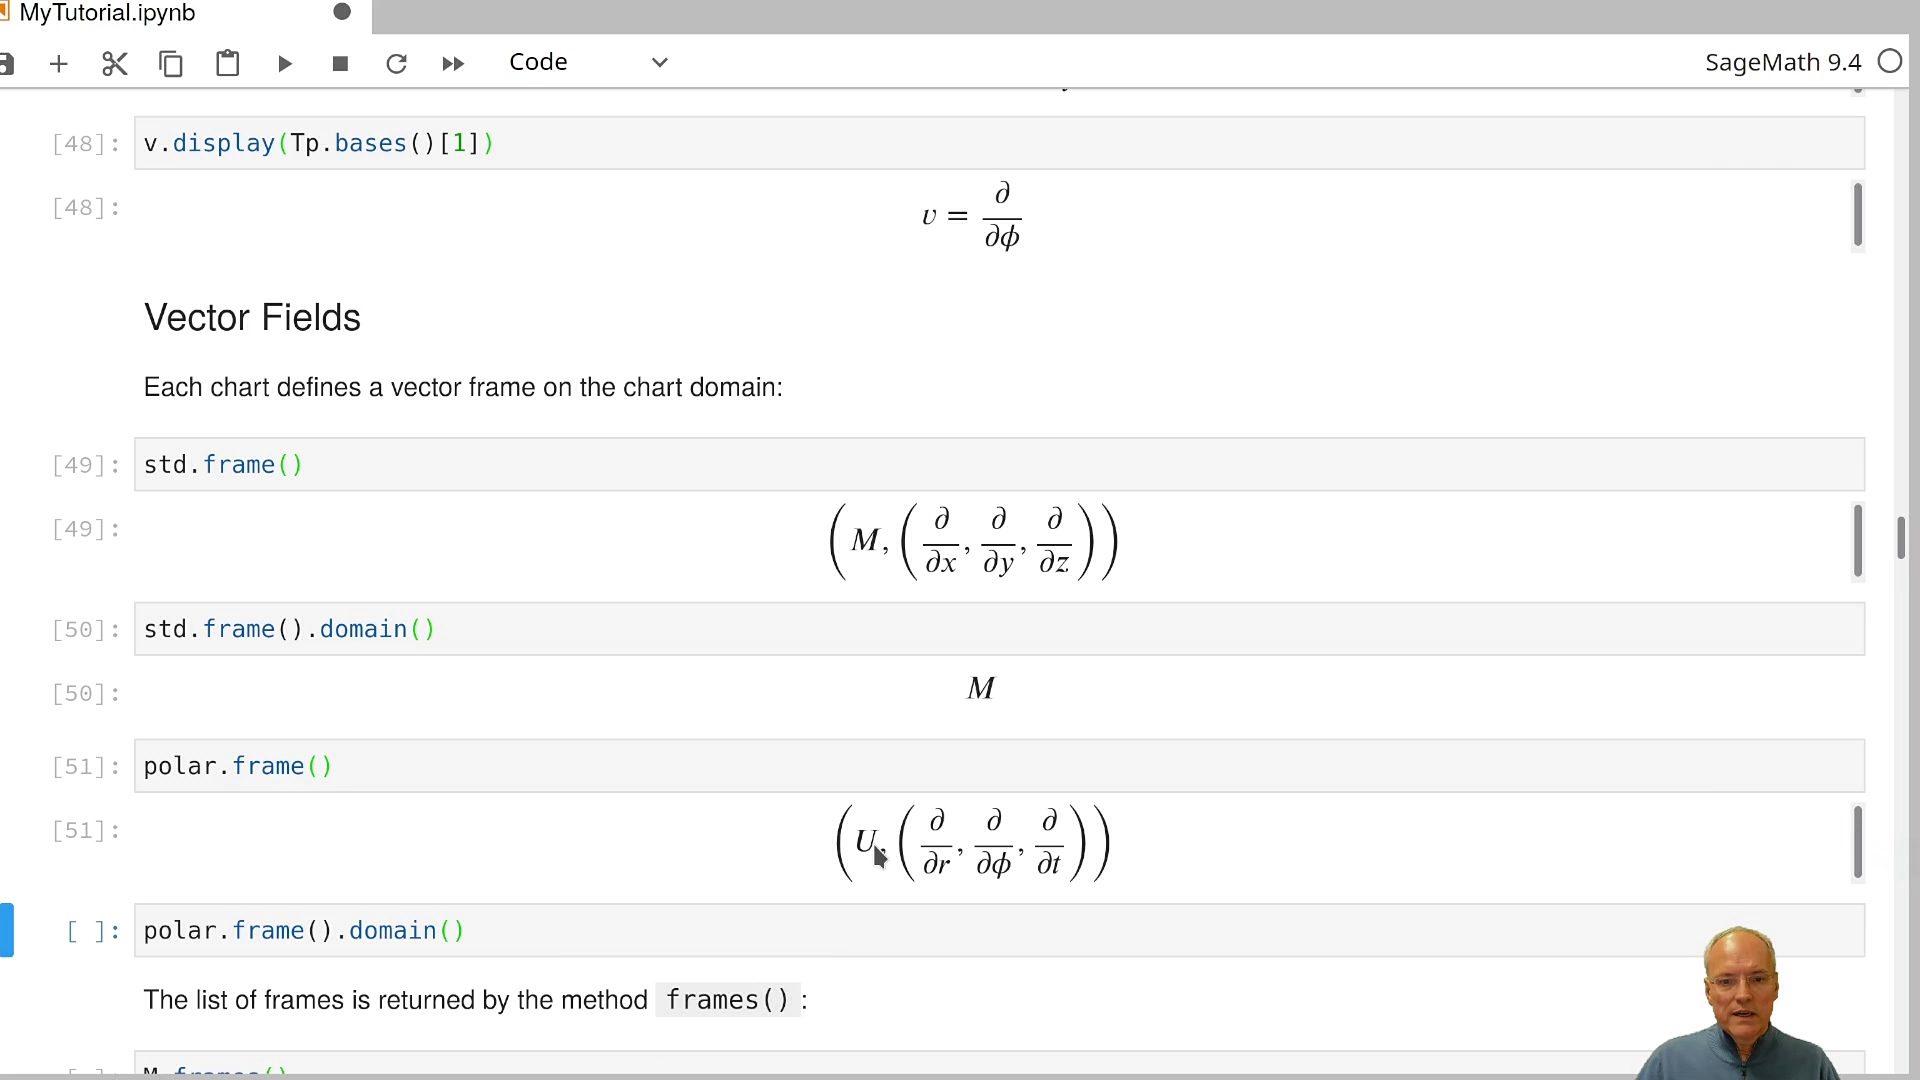 MyTutorial.ipynb
Code
SageMath 9.4
[48]: v.display(Tp.bases()[1])
[48]: v = ∂/∂ϕ
Vector Fields
Each chart defines a vector frame on the chart domain:
[49]: std.frame()
[49]: (M, (∂/∂x, ∂/∂y, ∂/∂z))
[50]: std.frame().domain()
[50]: M
[51]: polar.frame()
[51]: (U, (∂/∂r, ∂/∂ϕ, ∂/∂t))
[ ]: polar.frame().domain()
The list of frames is returned by the method frames() :
[ ]: M.frames()